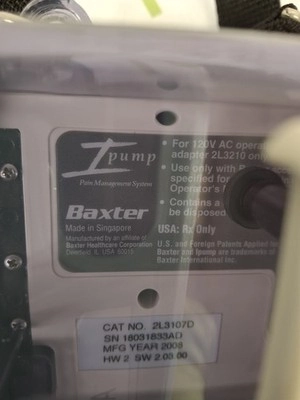 Ipump
Pain Management System
Baxter
Made in Singapore
Manufactured by an affiliate of
Baxter Healthcare Corporation
Deerfield, IL USA 60015
• For 120V AC opera
adapter 2L3210 only
• Use only with
specified for
Operator's
• Contains a
be disposed
USA: Rx Only
U.S. and Foreign Patents Applied
Baxter and Ipump are trademarks of
Baxter International Inc.
CAT NO. 2L3107D
SN 18031833AD
MFG YEAR 2008
HW 2 SW 2.03.00